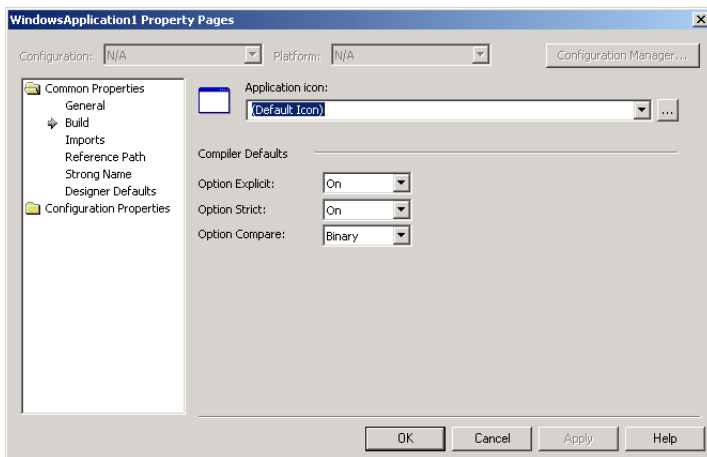 WindowsApplication1 Property Pages
Configuration: N/A Platform: N/A Configuration Manager...
Common Properties
General
Build
Imports
Reference Path
Strong Name
Designer Defaults
Configuration Properties
Application icon:
(Default Icon)
...
Compiler Defaults
Option Explicit: On
Option Strict: On
Option Compare: Binary
OK Cancel Apply Help